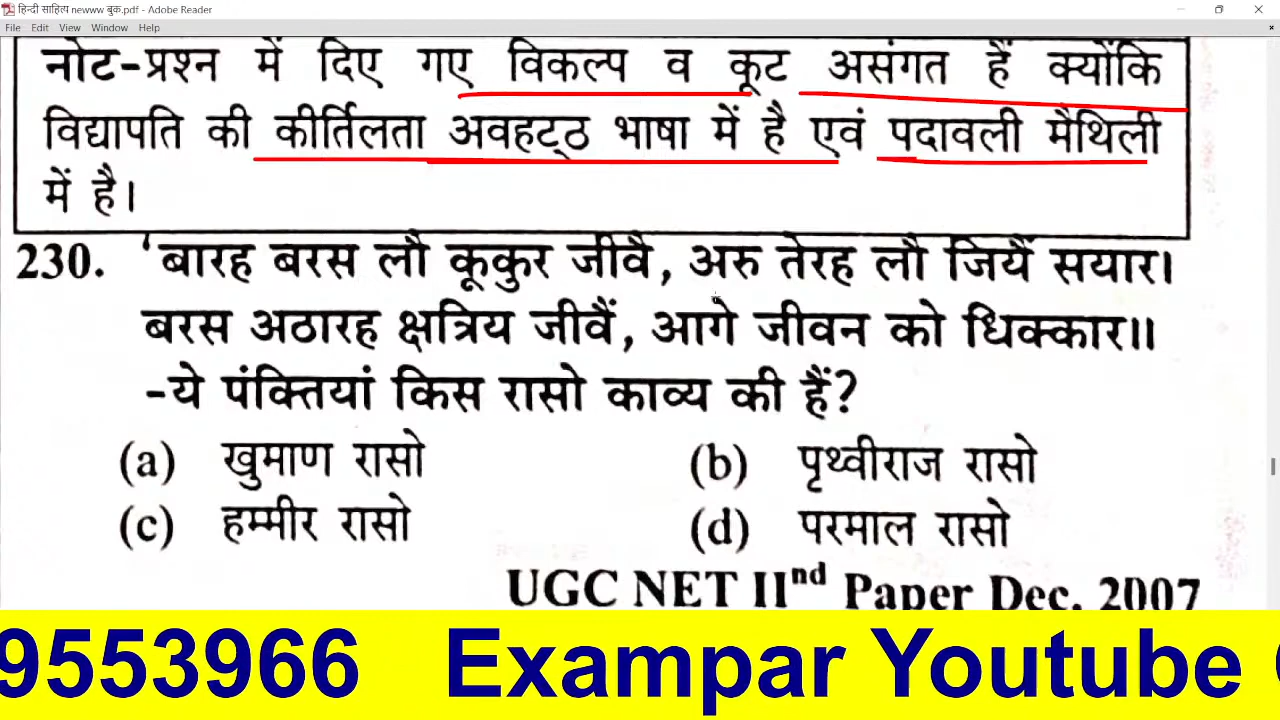 हिन्दी साहित्य newww बुक.pdf - Adobe Reader
File Edit View Window Help
नोट-प्रश्न में दिए गए विकल्प व कूट असंगत हैं क्योंकि
विद्यापति की कीर्तिलता अवहट्ठ भाषा में है एवं पदावली मैथिली
में है।
230. 'बारह बरस लौ कूकुर जीवै, अरु तेरह लौ जियैं सयार।
बरस अठारह क्षत्रिय जीवैं, आगे जीवन को धिक्कार।।
-ये पंक्तियां किस रासो काव्य की हैं?
(a) खुमाण रासो (b) पृथ्वीराज रासो
(c) हम्मीर रासो (d) परमाल रासो
UGC NET IInd Paper Dec. 2007
9553966 Exampar Youtube